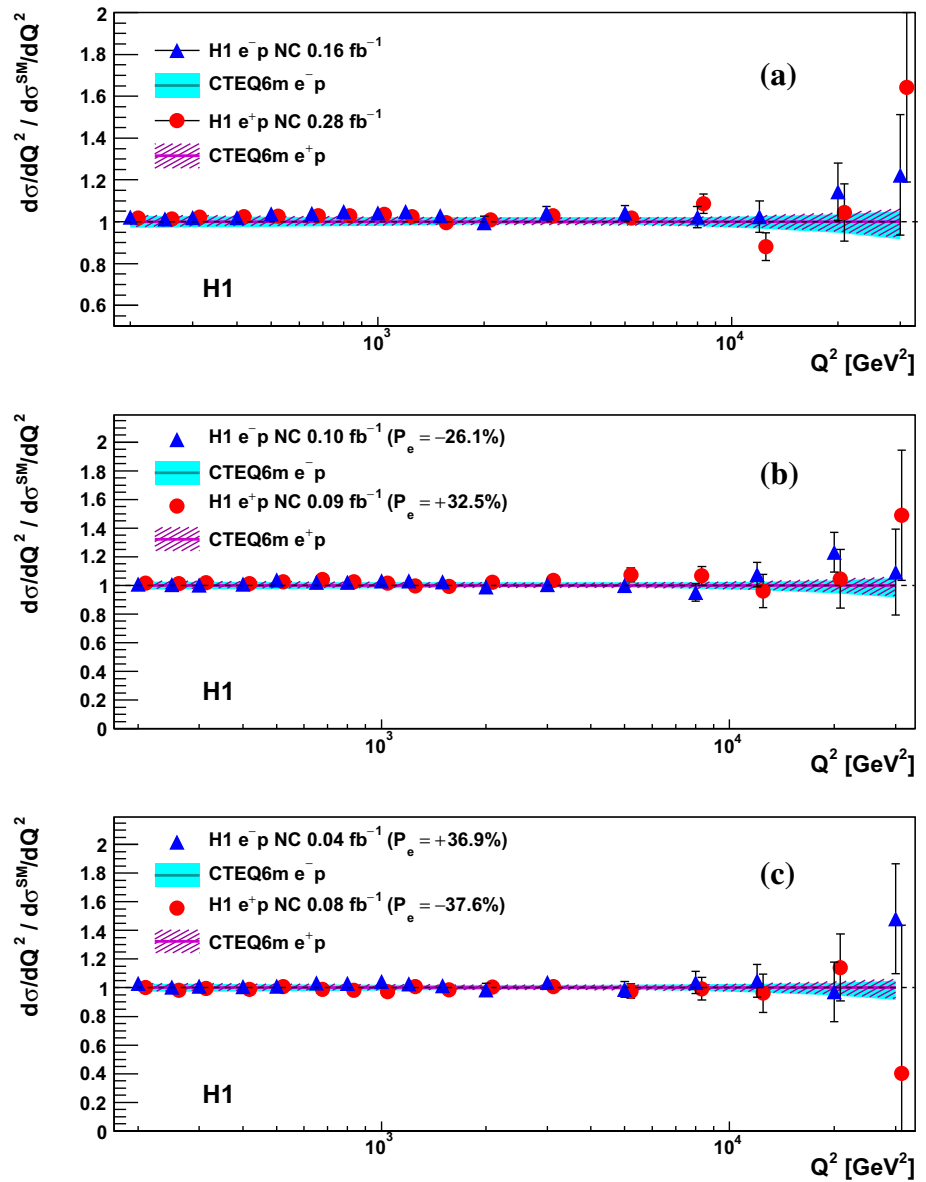 dσ/dQ² / dσ^SM/dQ²
2
1.8
1.6
1.4
1.2
1
0.8
0.6
H1 e⁻p NC 0.16 fb⁻¹
CTEQ6m e⁻p
H1 e⁺p NC 0.28 fb⁻¹
CTEQ6m e⁺p
(a)
H1
10³
10⁴
Q² [GeV²]
dσ/dQ² / dσ^SM/dQ²
2
1.8
1.6
1.4
1.2
1
0.8
0.6
0.4
0.2
0
H1 e⁻p NC 0.10 fb⁻¹ (P_e = −26.1%)
CTEQ6m e⁻p
H1 e⁺p NC 0.09 fb⁻¹ (P_e = +32.5%)
CTEQ6m e⁺p
(b)
H1
10³
10⁴
Q² [GeV²]
dσ/dQ² / dσ^SM/dQ²
2
1.8
1.6
1.4
1.2
1
0.8
0.6
0.4
0.2
0
H1 e⁻p NC 0.04 fb⁻¹ (P_e = +36.9%)
CTEQ6m e⁻p
H1 e⁺p NC 0.08 fb⁻¹ (P_e = −37.6%)
CTEQ6m e⁺p
(c)
H1
10³
10⁴
Q² [GeV²]